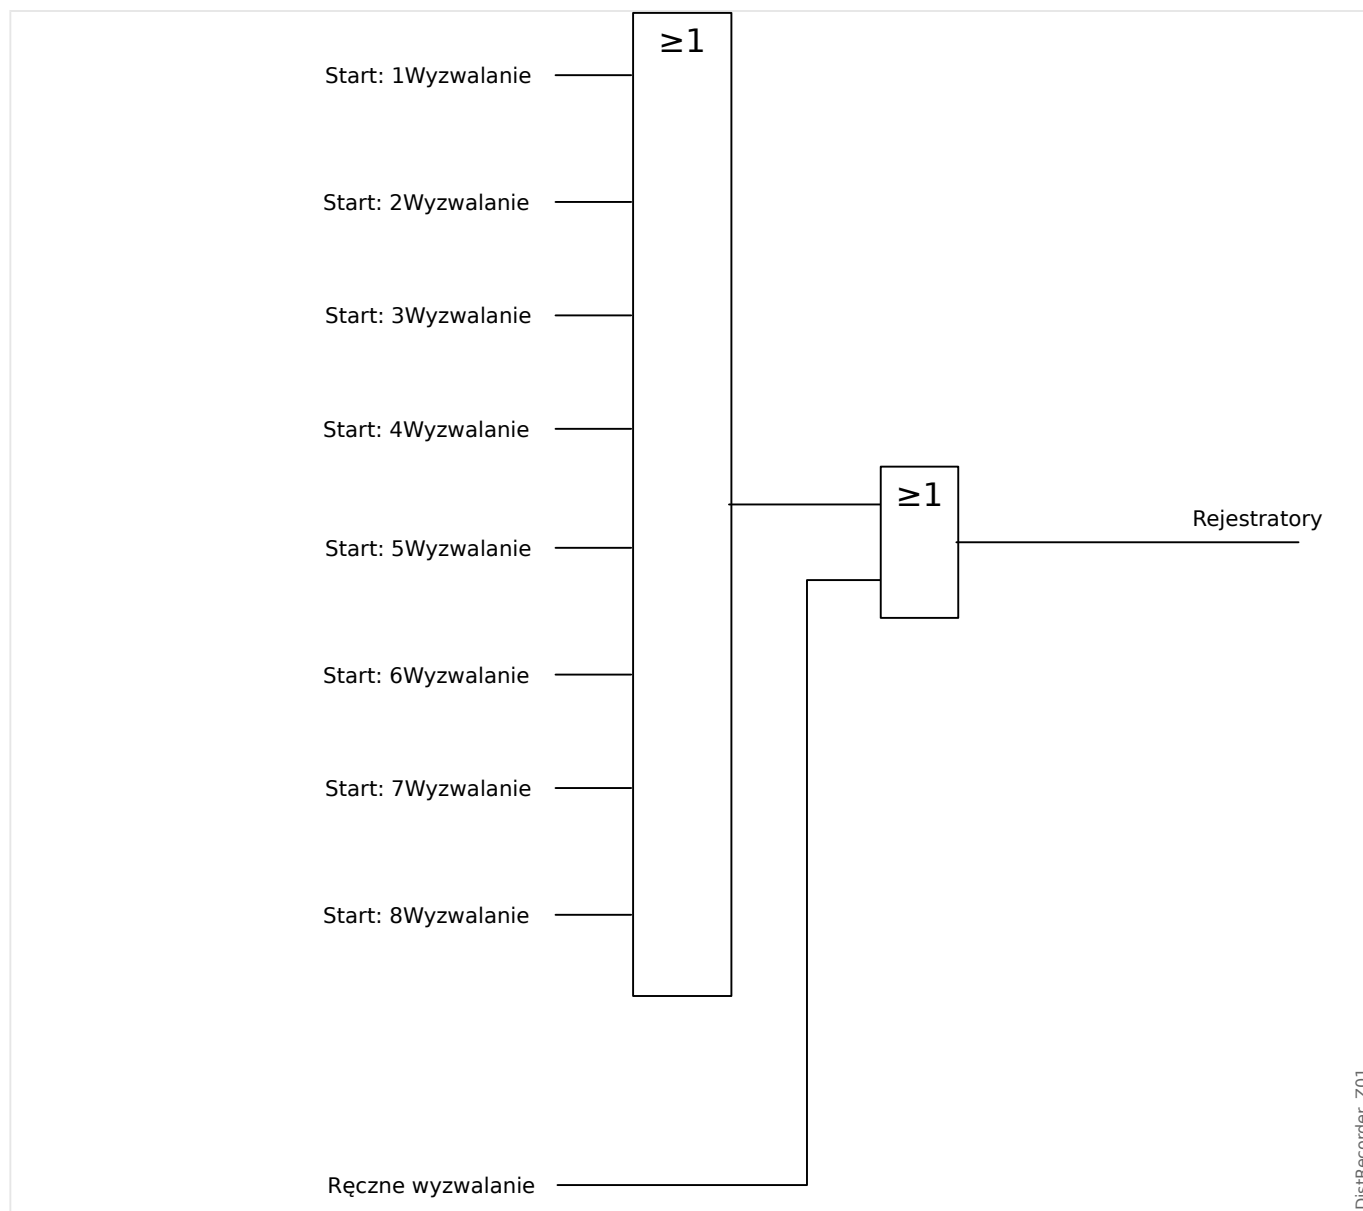 ≥1
Start: 1Wyzwalanie
Start: 2Wyzwalanie
Start: 3Wyzwalanie
Start: 4Wyzwalanie
≥1
Rejestratory
Start: 5Wyzwalanie
Start: 6Wyzwalanie
Start: 7Wyzwalanie
Start: 8Wyzwalanie
Ręczne wyzwalanie
DistRecorder_Z01